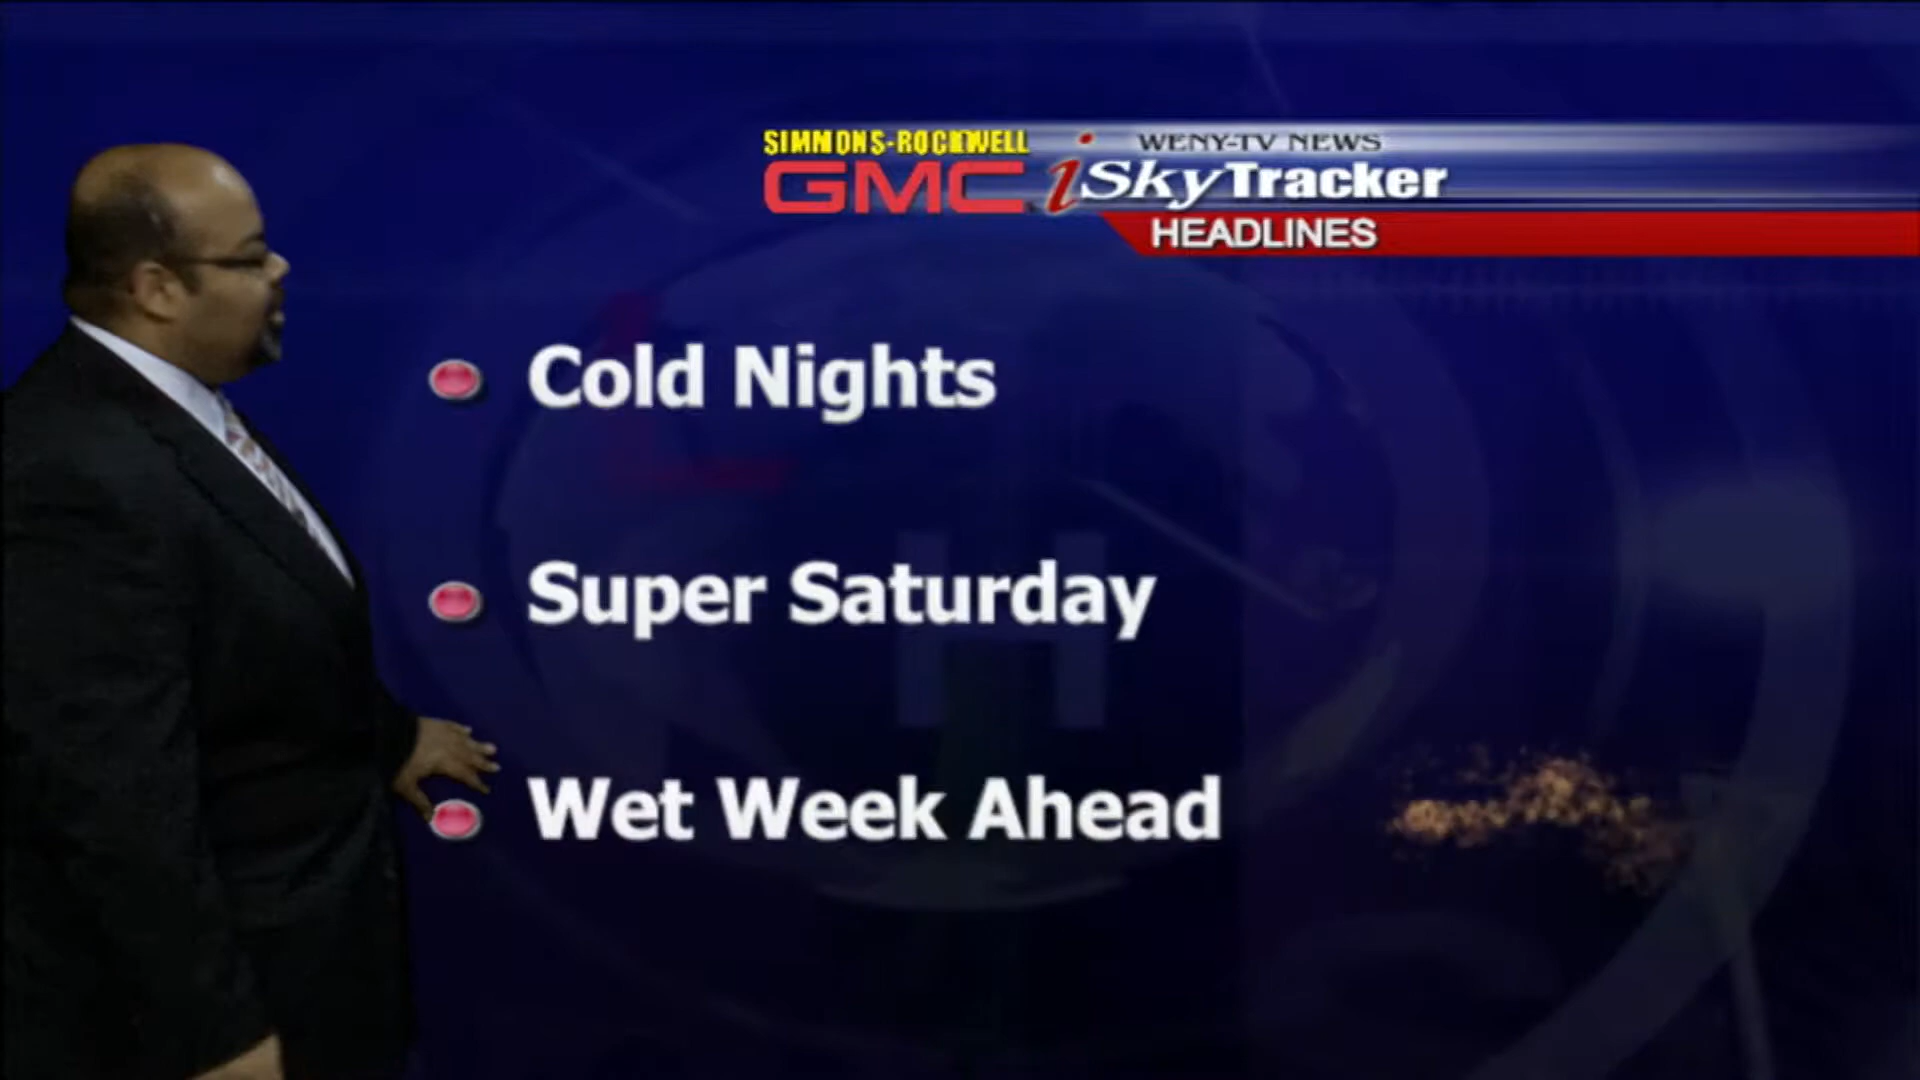 SIMMONS-ROCKWELL
GMC
WENY-TV NEWS
iSkyTracker
HEADLINES
Cold Nights
Super Saturday
Wet Week Ahead